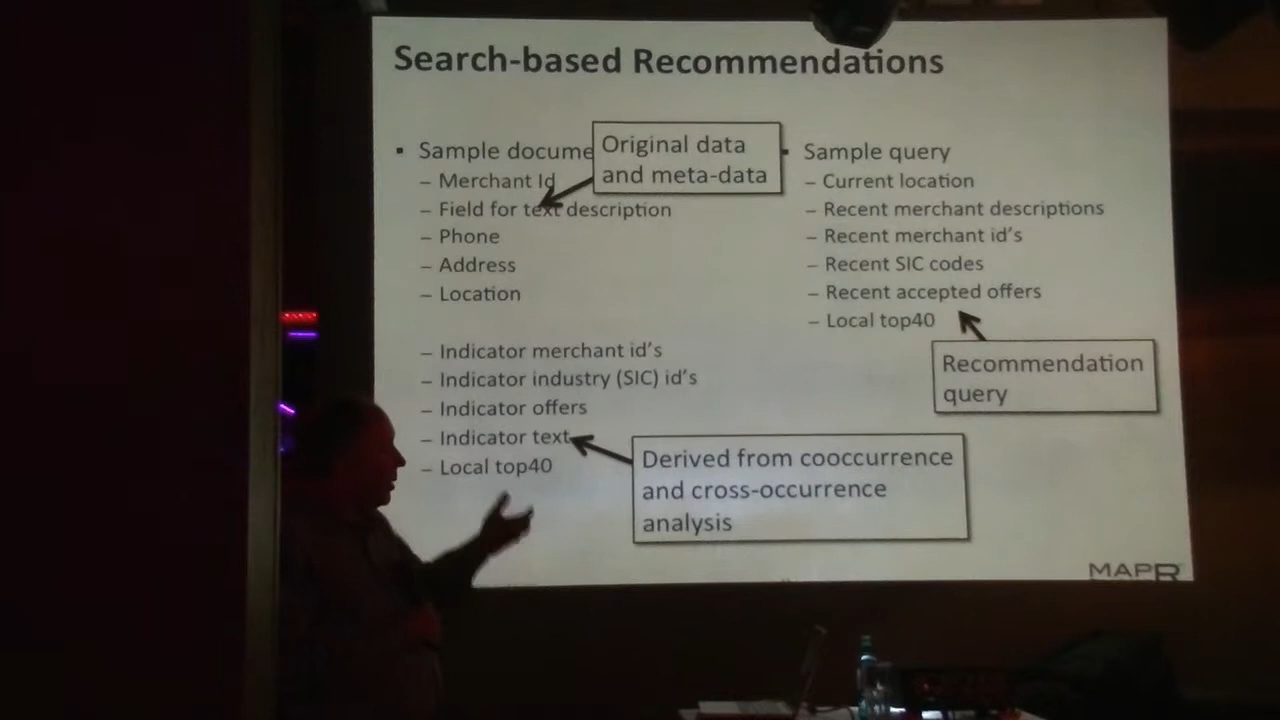 Search-based Recommendations
▪ Sample docume
– Merchant Id
– Field for text description
– Phone
– Address
– Location
– Indicator merchant id's
– Indicator industry (SIC) id's
– Indicator offers
– Indicator text
– Local top40
Original data
and meta-data
▪ Sample query
– Current location
– Recent merchant descriptions
– Recent merchant id's
– Recent SIC codes
– Recent accepted offers
– Local top40
Recommendation
query
Derived from cooccurrence
and cross-occurrence
analysis
MAPR